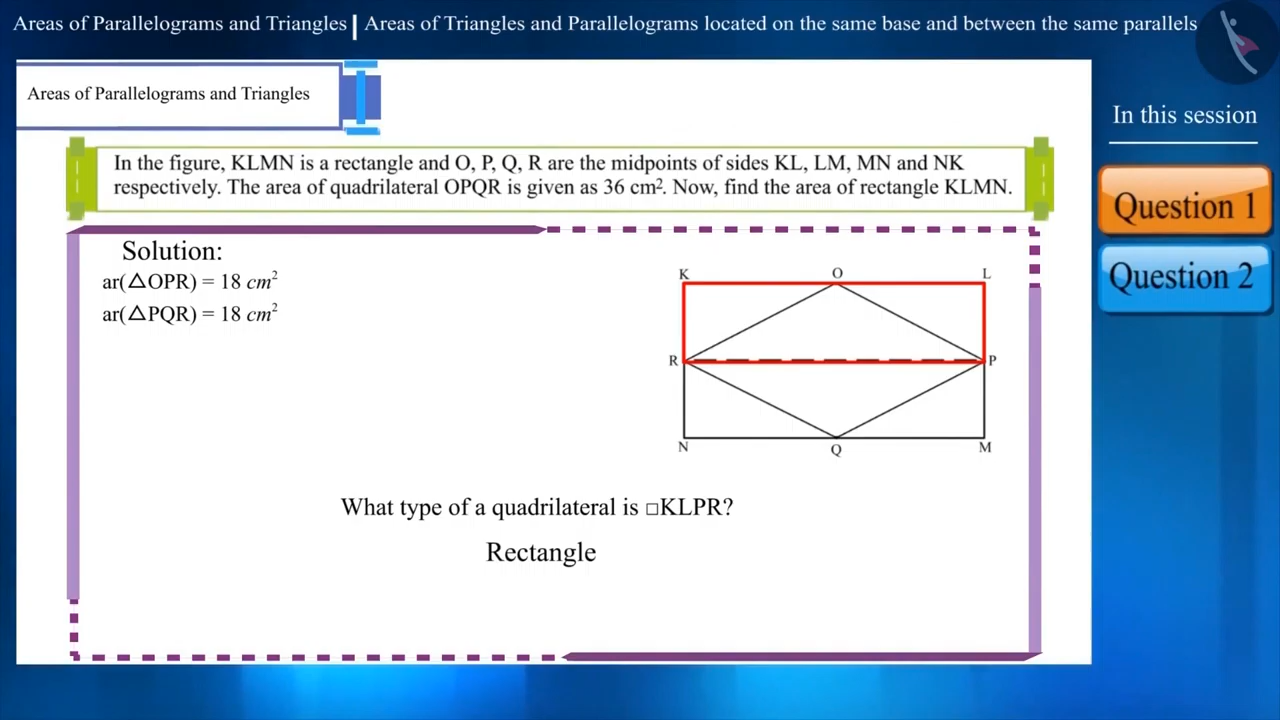 Areas of Parallelograms and Triangles | Areas of Triangles and Parallelograms located on the same base and between the same parallels
Areas of Parallelograms and Triangles
In this session
In the figure, KLMN is a rectangle and O, P, Q, R are the midpoints of sides KL, LM, MN and NK
respectively. The area of quadrilateral OPQR is given as 36 cm². Now, find the area of rectangle KLMN.
Question 1
Question 2
Solution:
ar(△OPR) = 18 cm²
ar(△PQR) = 18 cm²
K O L
R P
N Q M
What type of a quadrilateral is □KLPR?
Rectangle